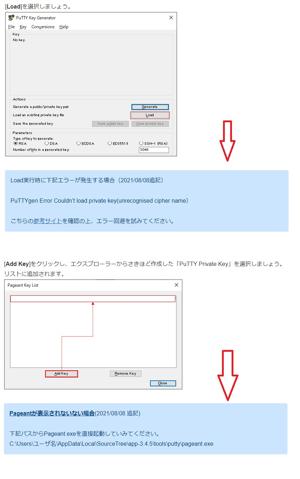 [Load]を選択しましょう。
PuTTY Key Generator
File Key Conversions Help
Key
No key.
Actions
Generate a public/private key pair
Generate
Load an existing private key file
Load
Save the generated key
Save public key
Save private key
Parameters
Type of key to generate:
RSA
DSA
ECDSA
SSH-1 (RSA)
Number of bits in a generated key:
Load実行時に下記エラーが発生する場合（2021/08/08追記）
PuTTYgen Error Couldn't load private key(unrecognised cipher name)
こちらの参考サイトを確認の上、エラー回避を試みてください。
[Add Key]をクリックし、エクスプローラーからさきほど作成した「PuTTY Private Key」を選択しましょう。
リストに追加されます。
Pageant Key List
Add Key
Remove Key
Close
Pageantが表示されないない場合(2021/08/08 追記)
下記パスからPageant.exeを直接起動していみてください。
C:\Users\ユーザ名\AppData\Local\SourceTree\app-3.4.5\tools\putty\pageant.exe